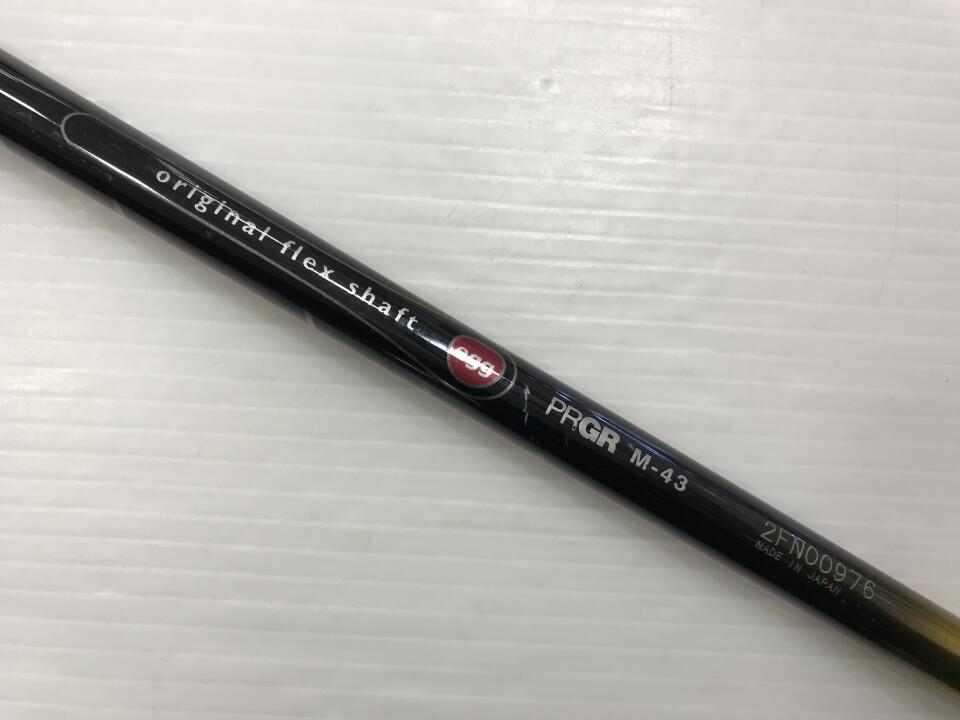 original flex shaft
egg
PRGR M-43
2FN00976
MADE IN JAPAN